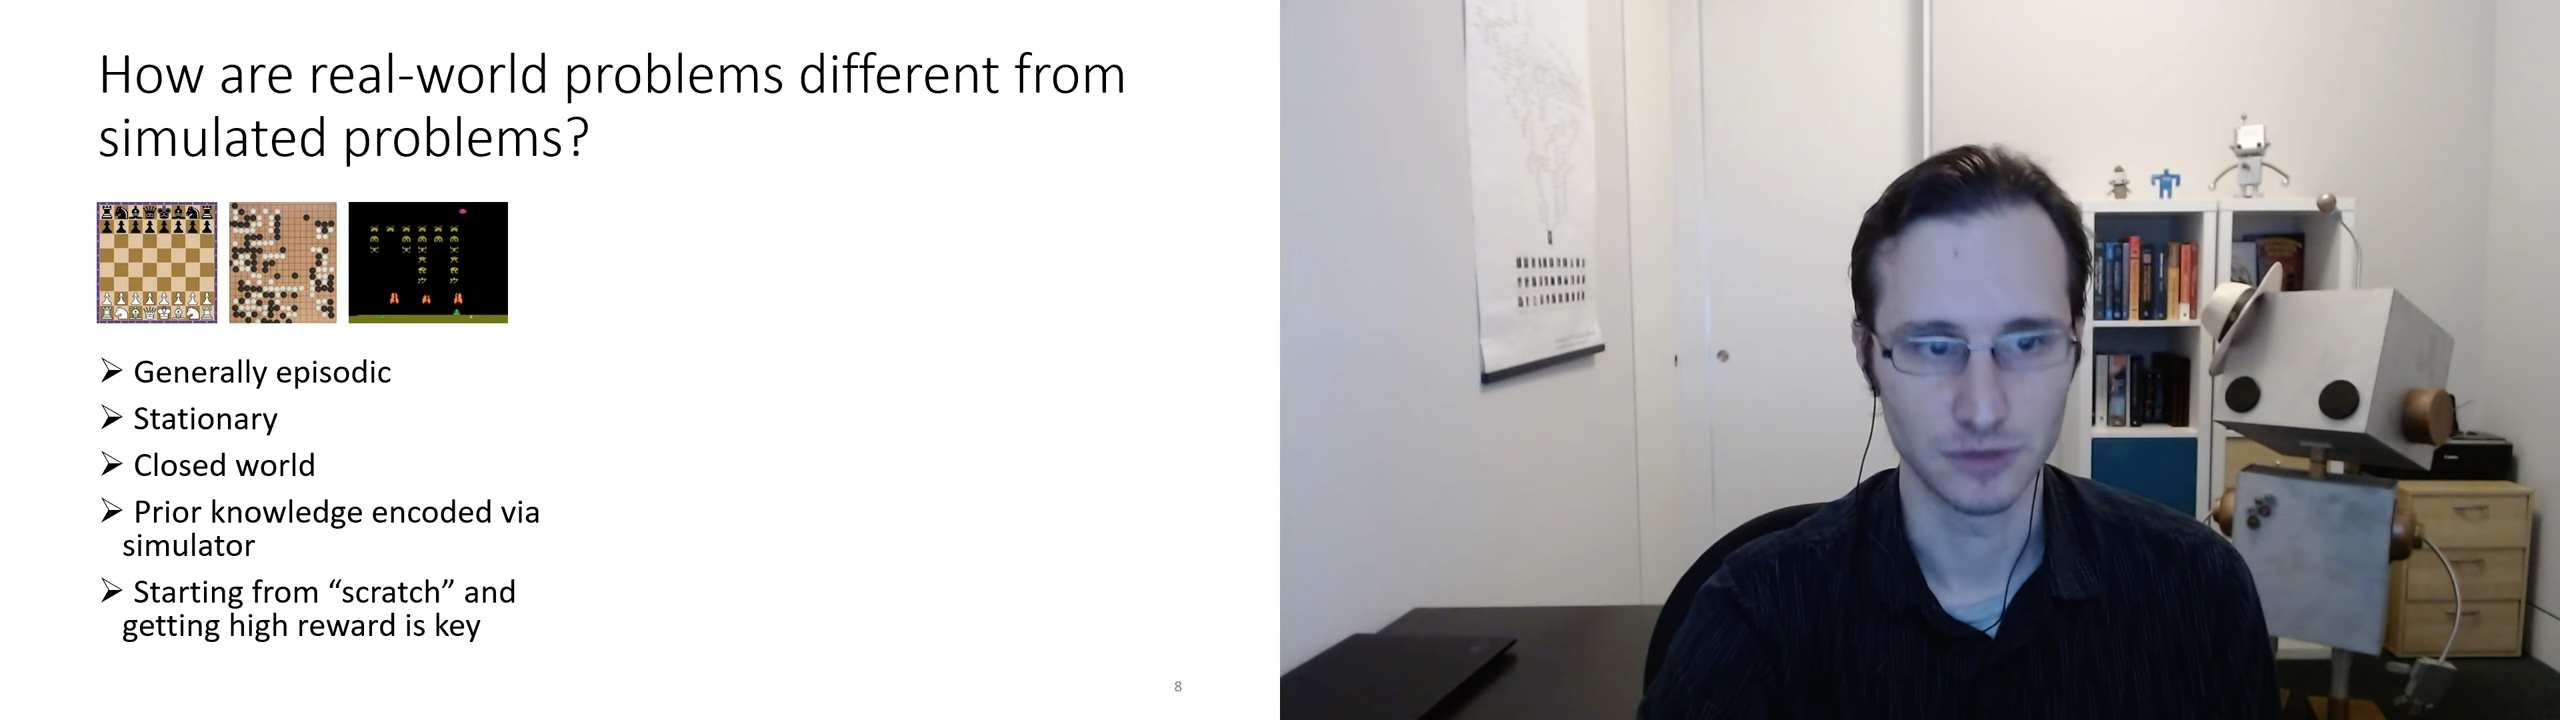 How are real-world problems different from
simulated problems?
➢ Generally episodic
➢ Stationary
➢ Closed world
➢ Prior knowledge encoded via
simulator
➢ Starting from “scratch” and
getting high reward is key
8